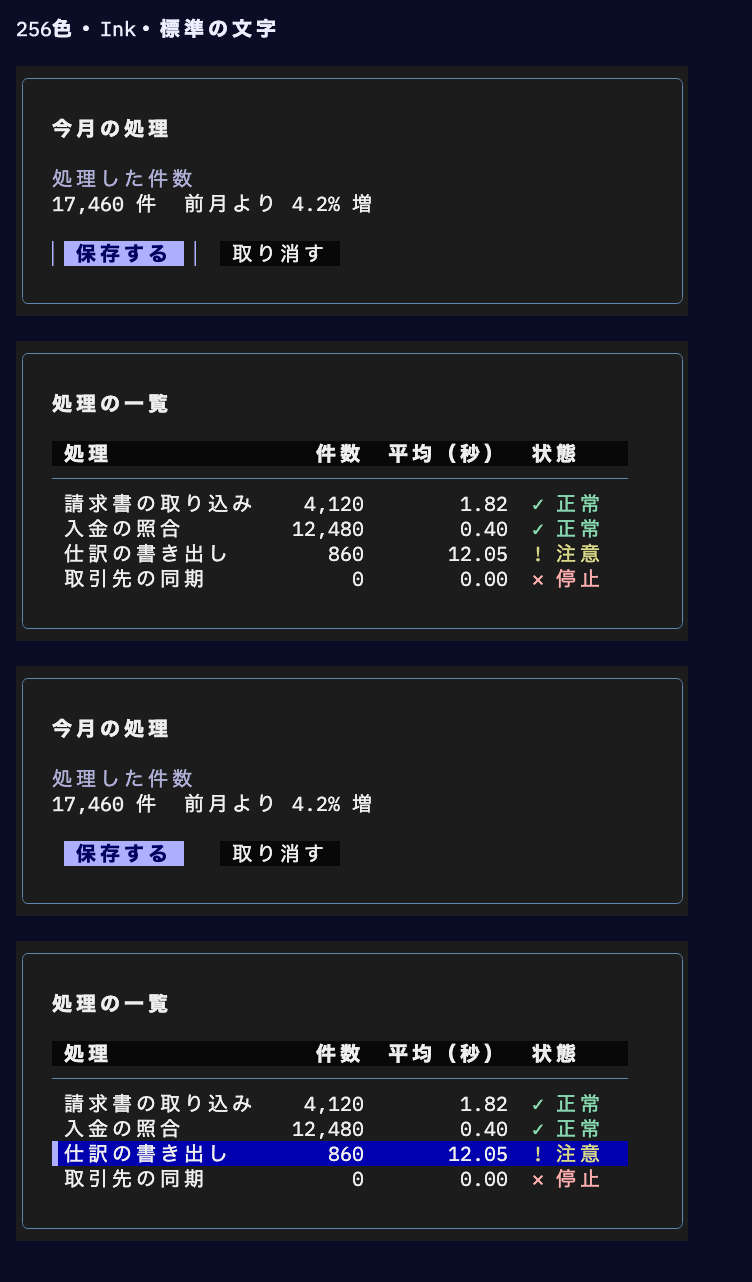 256色・Ink・標準の文字
今月の処理
処理した件数
17,460 件 前月より 4.2% 増
保存する 取り消す
処理の一覧
処理 件数 平均（秒） 状態
請求書の取り込み 4,120 1.82 ✓ 正常
入金の照合 12,480 0.40 ✓ 正常
仕訳の書き出し 860 12.05 ! 注意
取引先の同期 0 0.00 × 停止
今月の処理
処理した件数
17,460 件 前月より 4.2% 増
保存する 取り消す
処理の一覧
処理 件数 平均（秒） 状態
請求書の取り込み 4,120 1.82 ✓ 正常
入金の照合 12,480 0.40 ✓ 正常
仕訳の書き出し 860 12.05 ! 注意
取引先の同期 0 0.00 × 停止